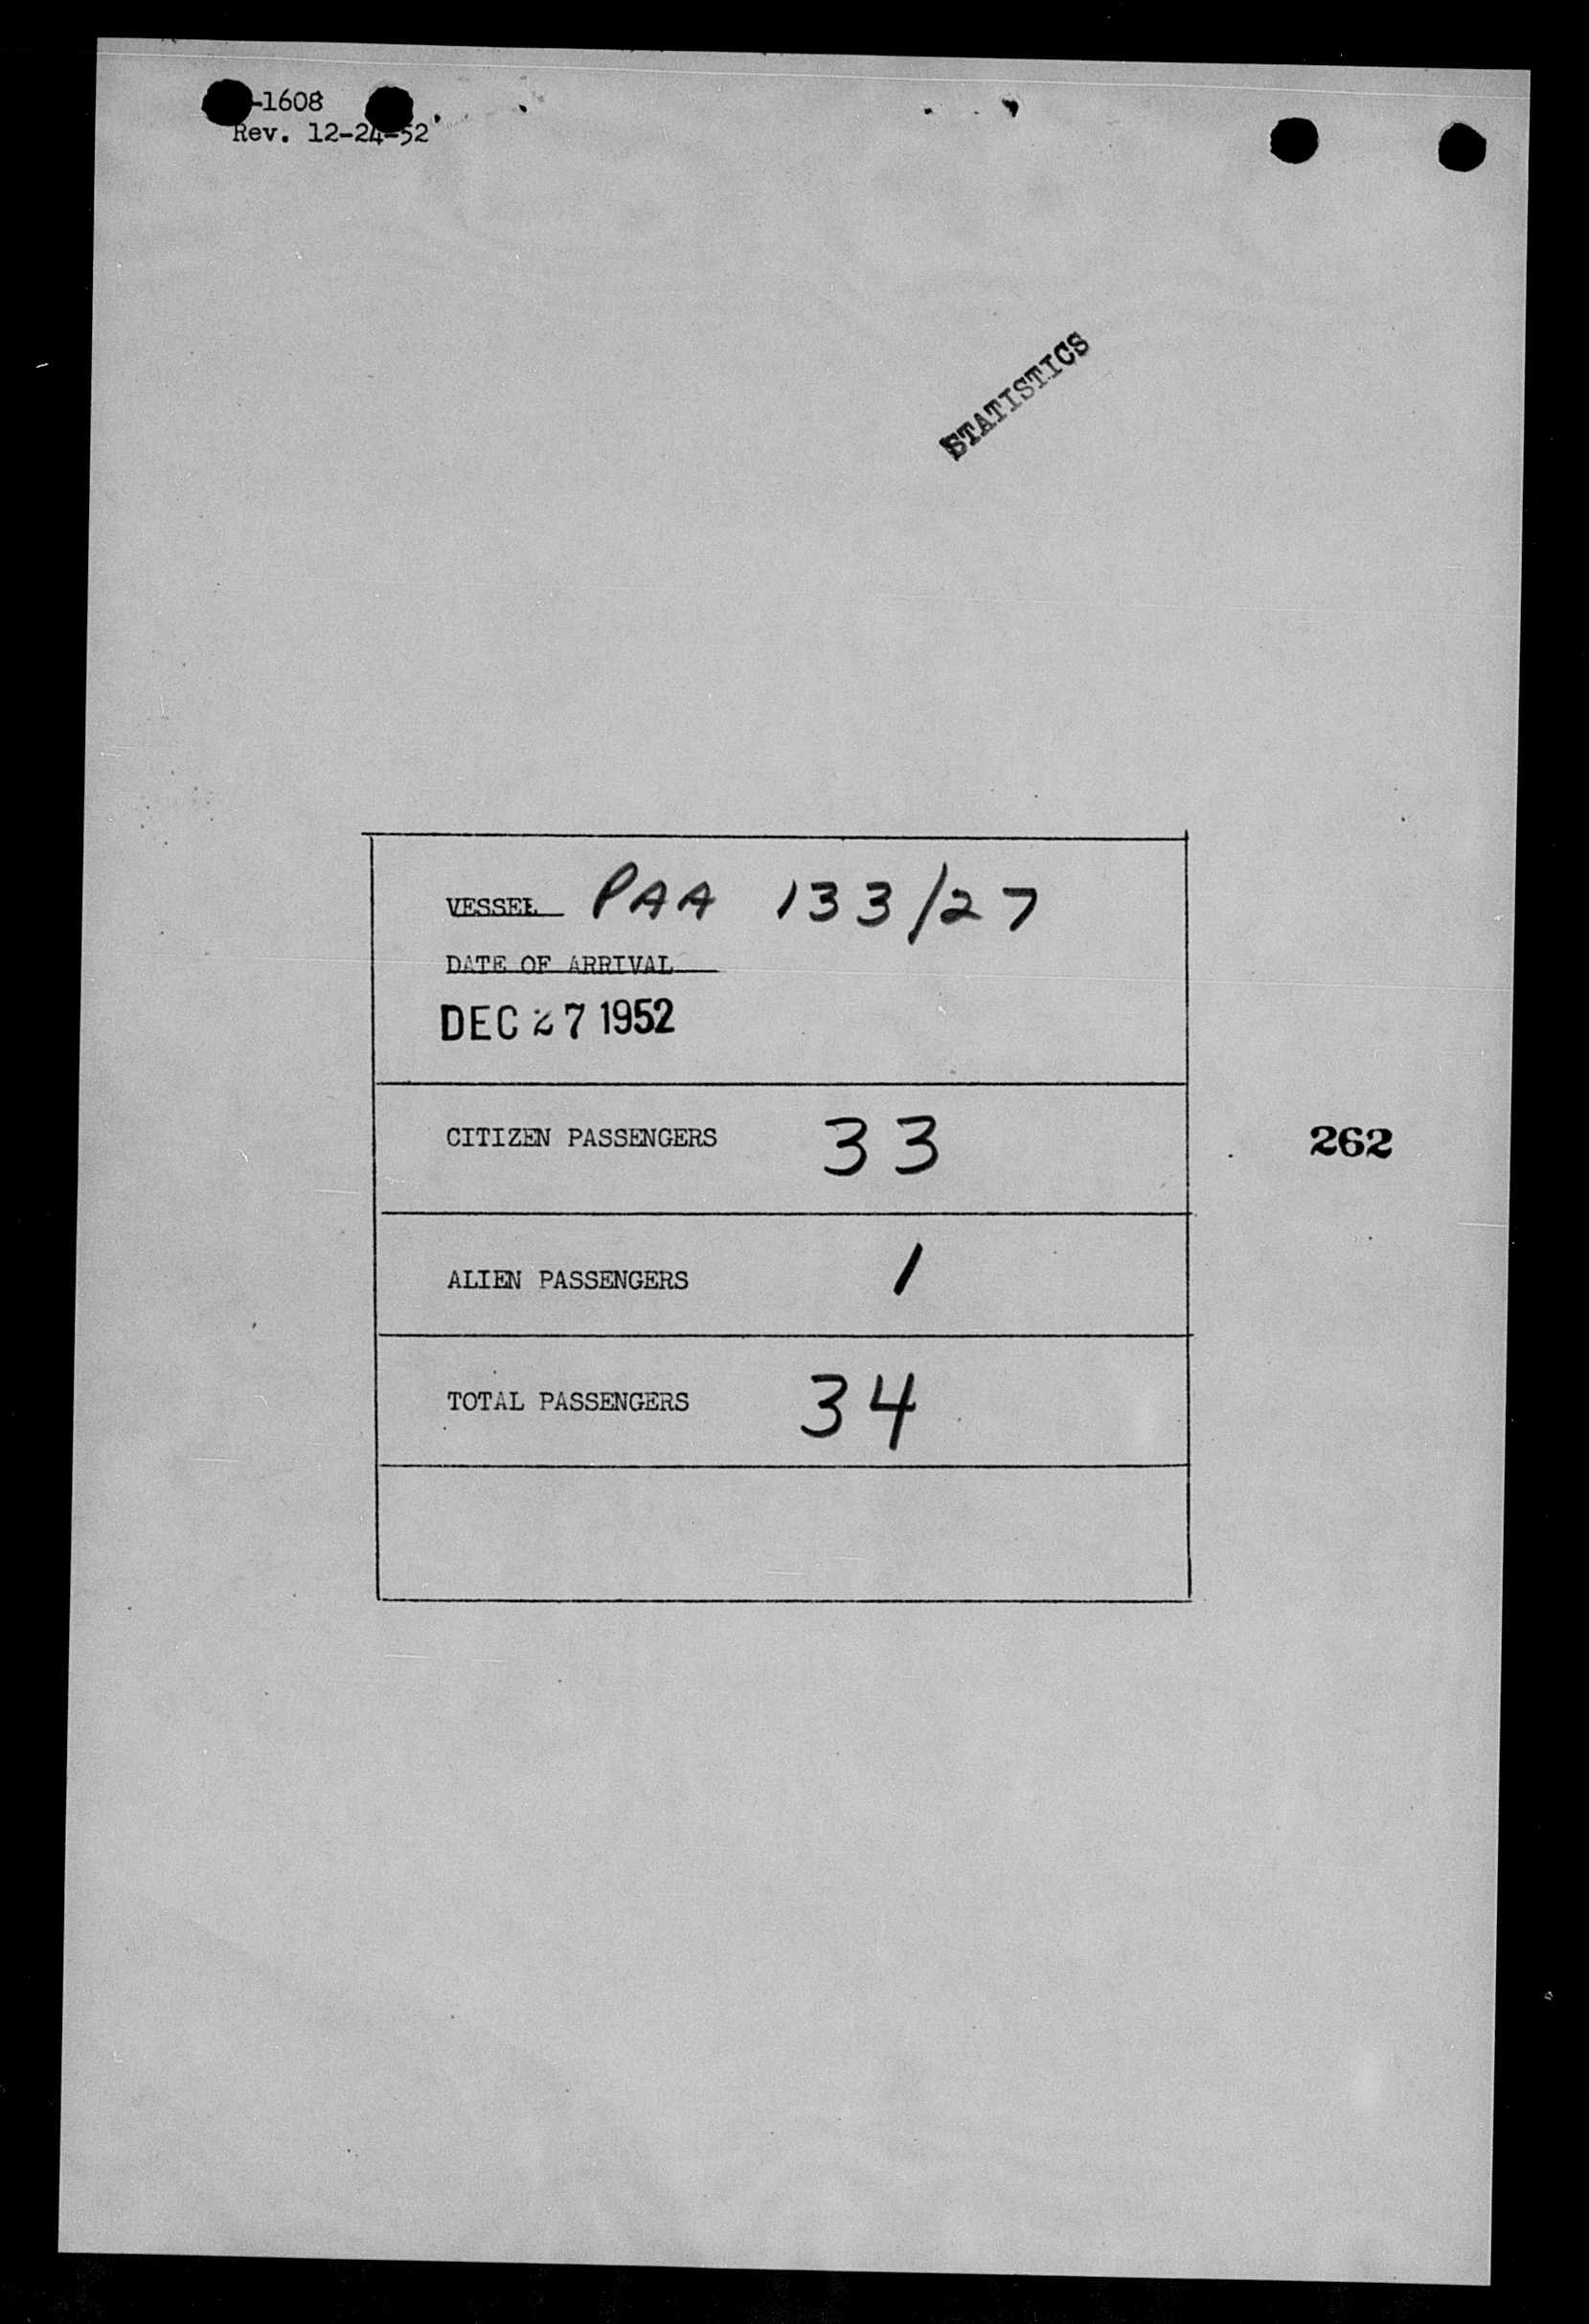 -1608
Rev. 12-24-52
STATISTICS
VESSEL PAA 133/27
DATE OF ARRIVAL
DEC 27 1952
CITIZEN PASSENGERS 33
262
ALIEN PASSENGERS 1
TOTAL PASSENGERS 34